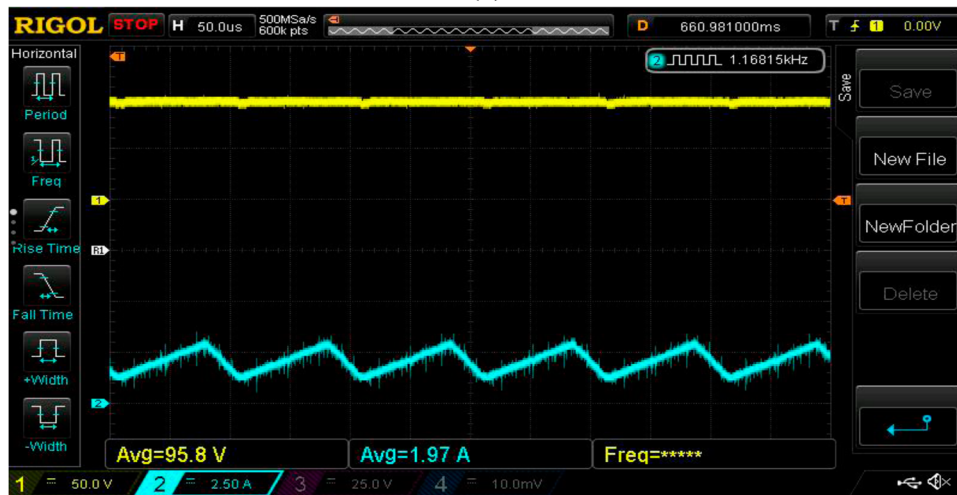 RIGOL STOP H 50.0us 500MSa/s 600k pts D 660.981000ms T 1 0.00V
Horizontal
T
2 1.16815kHz
Save
Save
Period
New File
Freq
1
T
NewFolder
Rise Time
R1
Delete
Fall Time
+Width
2
-Width
Avg=95.8 V Avg=1.97 A Freq=*****
1 = 50.0 V 2 = 2.50 A 3 = 25.0 V 4 = 10.0mV